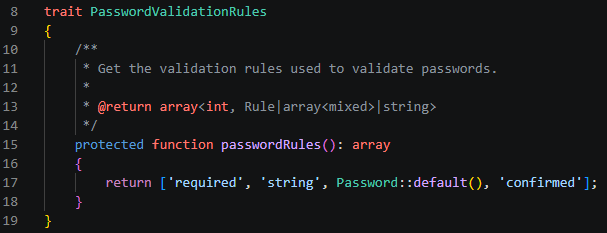 8 trait PasswordValidationRules
9 {
10     /**
11      * Get the validation rules used to validate passwords.
12      *
13      * @return array<int, Rule|array<mixed>|string>
14      */
15     protected function passwordRules(): array
16     {
17         return ['required', 'string', Password::default(), 'confirmed'];
18     }
19 }